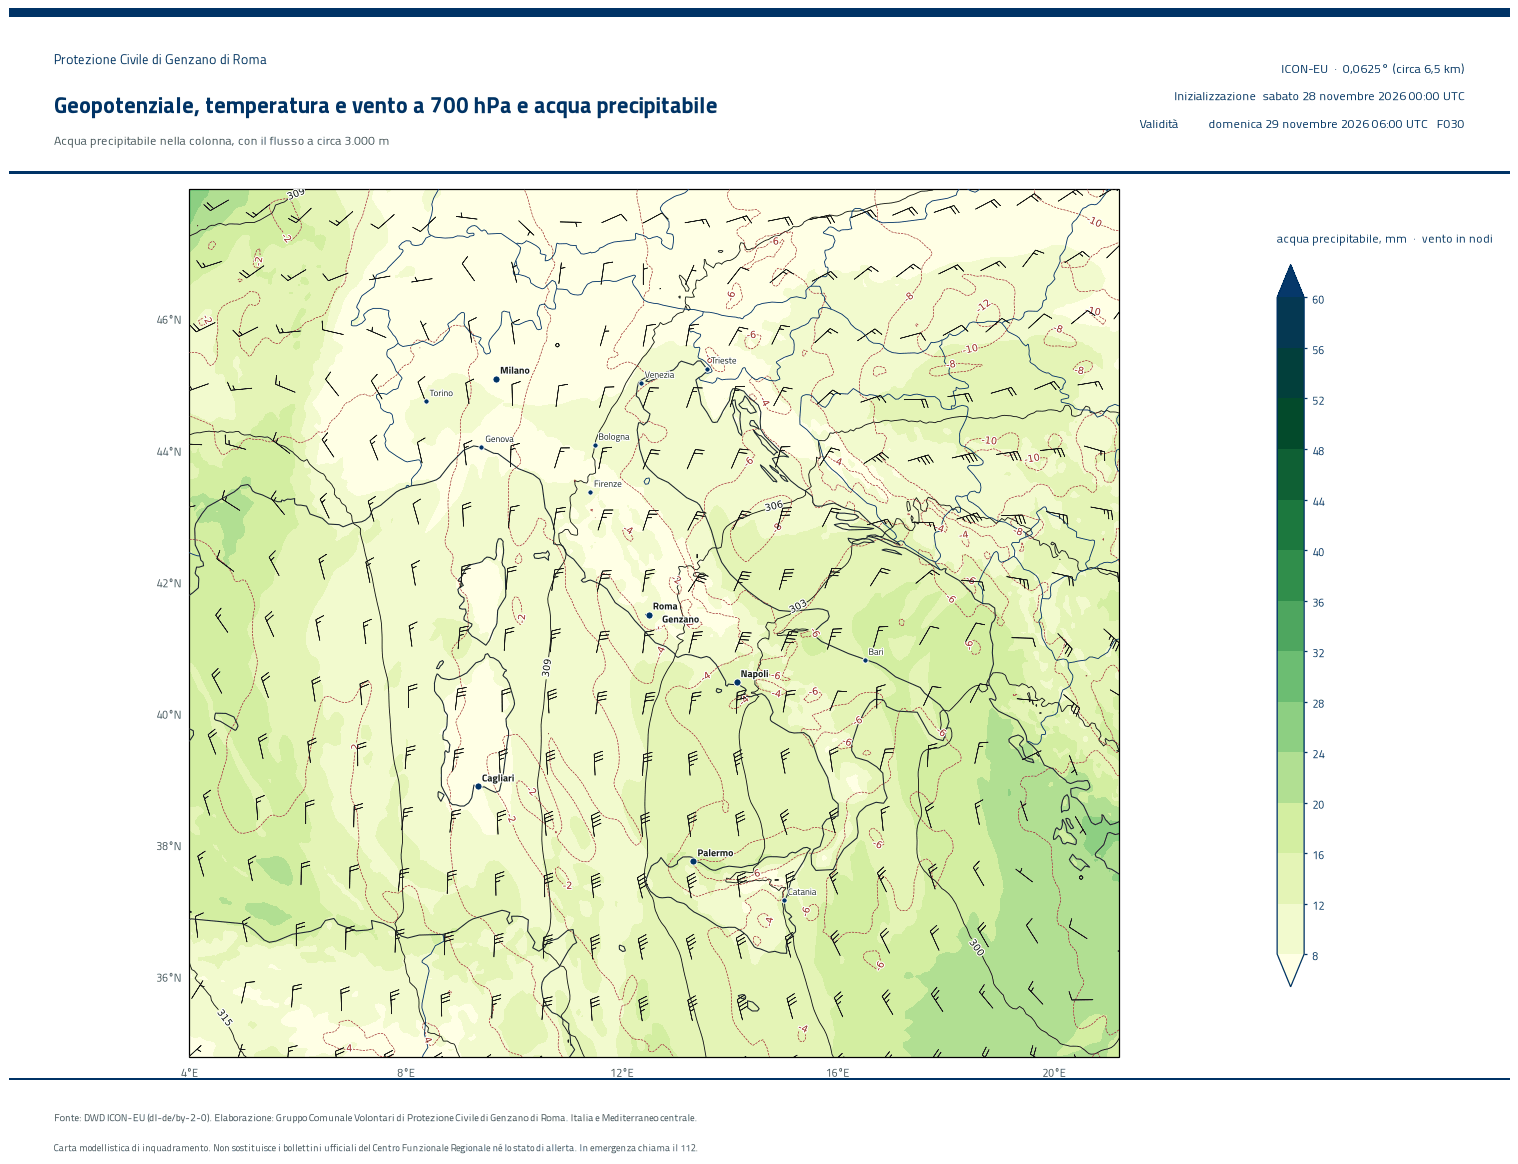 Protezione Civile di Genzano di Roma
Geopotenziale, temperatura e vento a 700 hPa e acqua precipitabile
Acqua precipitabile nella colonna, con il flusso a circa 3.000 m
ICON-EU · 0,0625° (circa 6,5 km)
Inizializzazione sabato 28 novembre 2026 00:00 UTC
Validità domenica 29 novembre 2026 06:00 UTC F030
acqua precipitabile, mm · vento in nodi
60
56
52
48
44
40
36
32
28
24
20
16
12
8
46°N
44°N
42°N
40°N
38°N
36°N
4°E
8°E
12°E
16°E
20°E
Milano
Torino
Genova
Venezia
Trieste
Bologna
Firenze
Roma
Genzano
Napoli
Bari
Cagliari
Palermo
Catania
309
306
303
309
300
315
Fonte: DWD ICON-EU (dl-de/by-2-0). Elaborazione: Gruppo Comunale Volontari di Protezione Civile di Genzano di Roma. Italia e Mediterraneo centrale.
Carta modellistica di inquadramento. Non sostituisce i bollettini ufficiali del Centro Funzionale Regionale né lo stato di allerta. In emergenza chiama il 112.